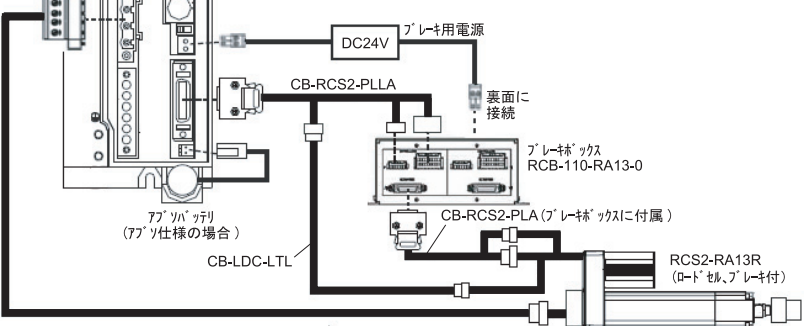 ブレーキ用電源
DC24V
CB-RCS2-PLLA
裏面に
接続
ブレーキボックス
RCB-110-RA13-0
アブソバッテリ
(アブソ仕様の場合)
CB-RCS2-PLA(ブレーキボックスに付属)
CB-LDC-LTL
RCS2-RA13R
(ロードセル、ブレーキ付)